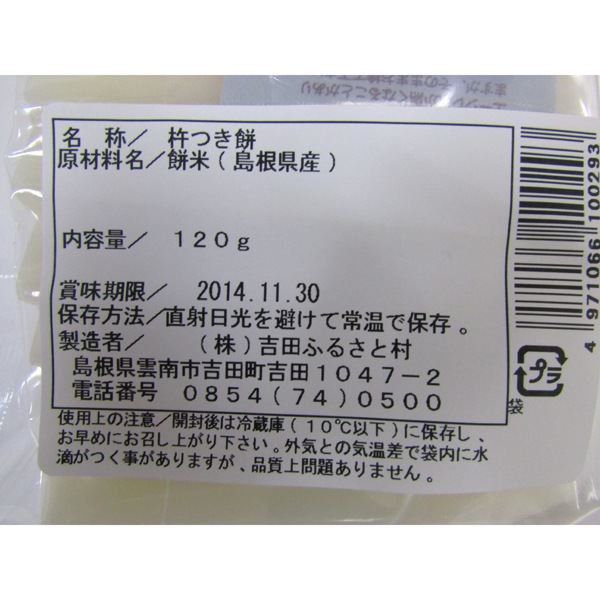 名　称／　杵つき餅
原材料名／餅米(島根県産)
内容量／　120g
賞味期限／　2014.11.30
保存方法／直射日光を避けて常温で保存。
製造者／　(株)吉田ふるさと村
島根県雲南市吉田町吉田1047-2
電話番号　0854(74)0500
使用上の注意／開封後は冷蔵庫(10℃以下)に保存し、
お早めにお召し上がり下さい。外気との気温差で袋内に水
滴がつく事がありますが、品質上問題ありません。
4 971066 100293
プラ
袋